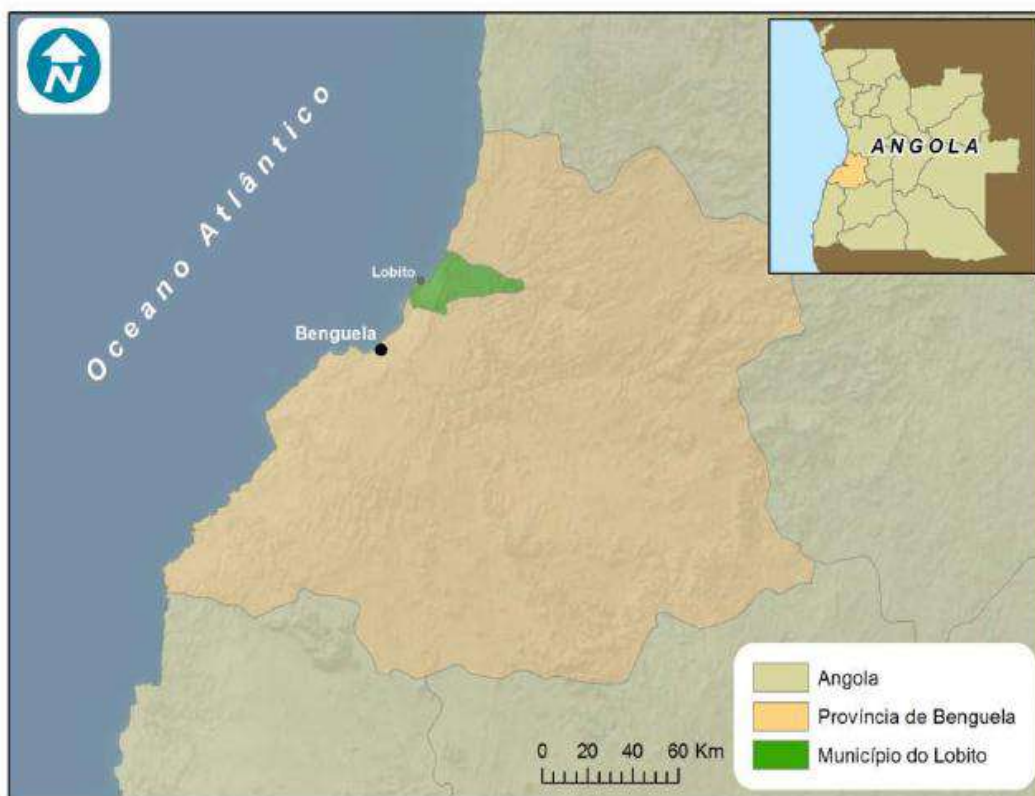 N
Oceano Atlântico
ANGOLA
Lobito
Benguela
0 20 40 60 Km
Angola
Província de Benguela
Município do Lobito